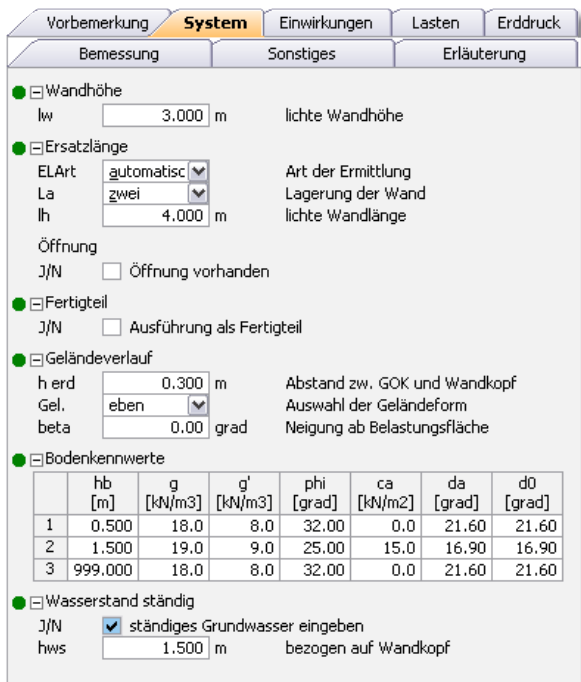 Vorbemerkung System Einwirkungen Lasten Erddruck
Bemessung Sonstiges Erläuterung
Wandhöhe
lw 3.000 m lichte Wandhöhe
Ersatzlänge
ELArt automatisc Art der Ermittlung
La zwei Lagerung der Wand
lh 4.000 m lichte Wandlänge
Öffnung
J/N Öffnung vorhanden
Fertigteil
J/N Ausführung als Fertigteil
Geländeverlauf
h erd 0.300 m Abstand zw. GOK und Wandkopf
Gel. eben Auswahl der Geländeform
beta 0.00 grad Neigung ab Belastungsfläche
Bodenkennwerte
hb g g' phi ca da d0
[m] [kN/m3] [kN/m3] [grad] [kN/m2] [grad] [grad]
1 0.500 18.0 8.0 32.00 0.0 21.60 21.60
2 1.500 19.0 9.0 25.00 15.0 16.90 16.90
3 999.000 18.0 8.0 32.00 0.0 21.60 21.60
Wasserstand ständig
J/N ständiges Grundwasser eingeben
hws 1.500 m bezogen auf Wandkopf